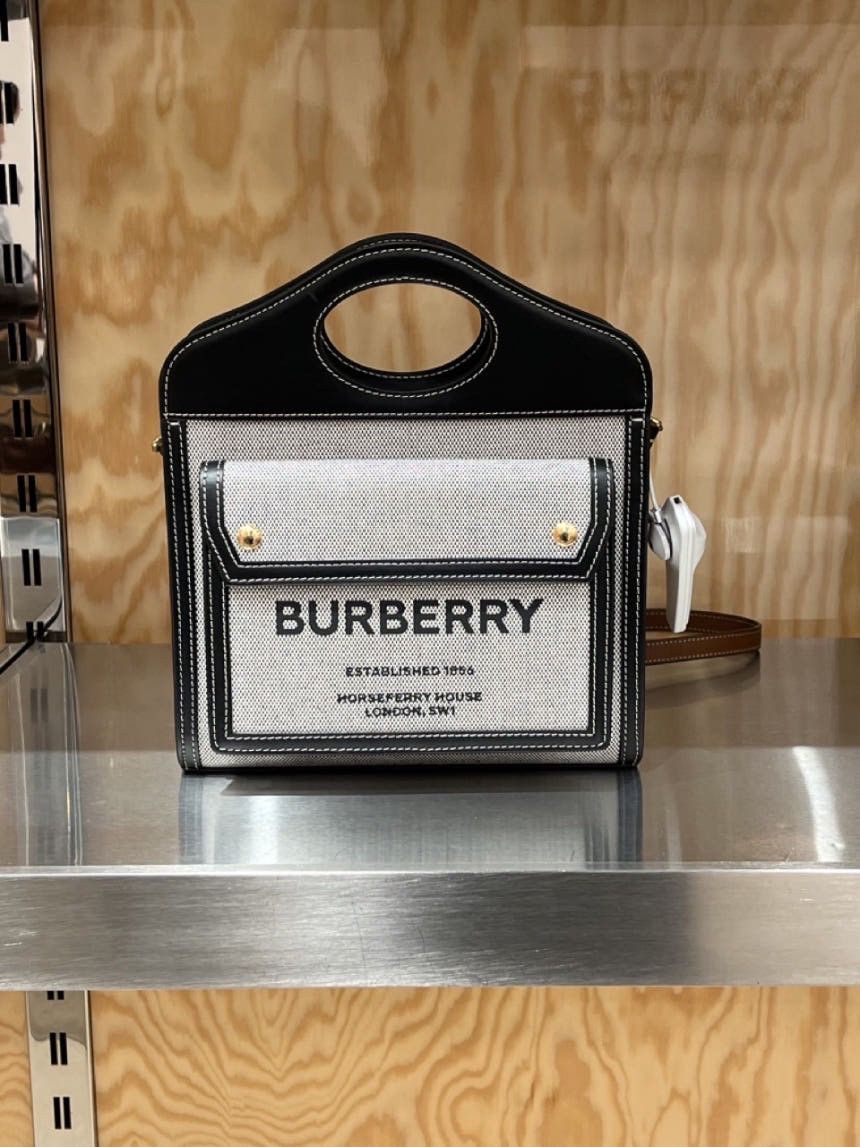 BURBERRY
ESTABLISHED 1856
HORSEFERRY HOUSE
LONDON, SW1